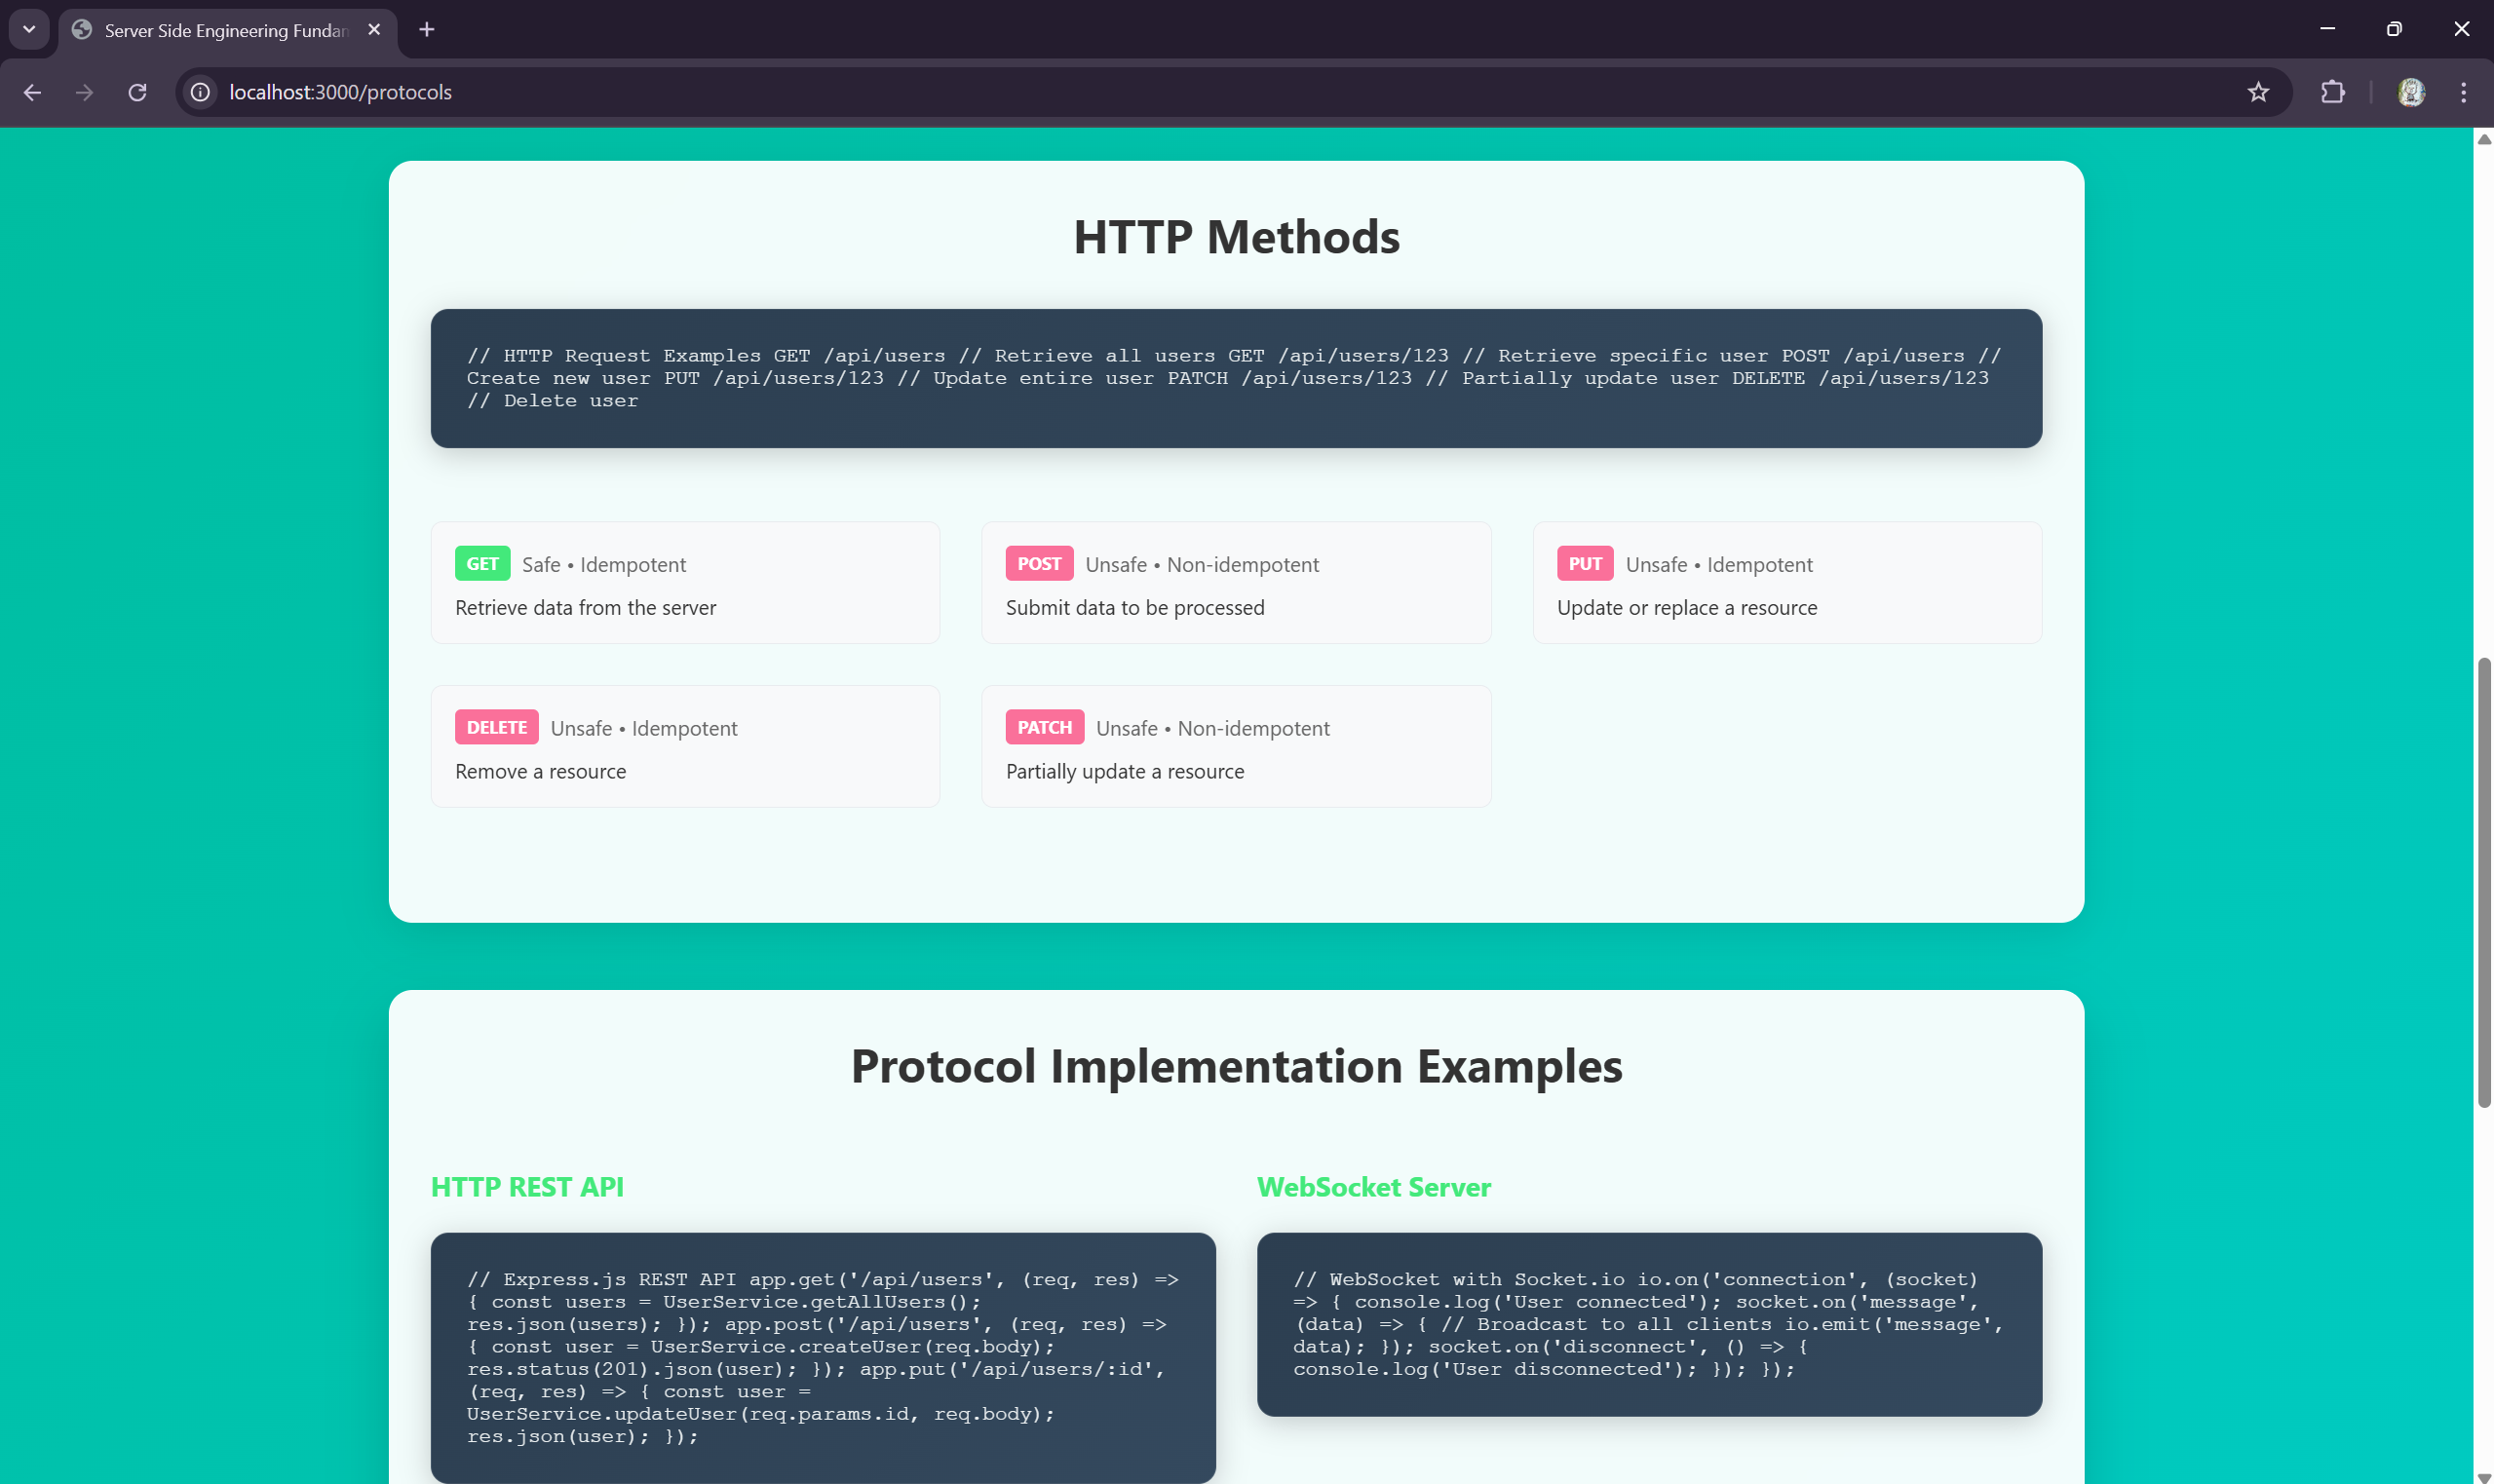 Server Side Engineering Fundam
localhost:3000/protocols
HTTP Methods
// HTTP Request Examples GET /api/users // Retrieve all users GET /api/users/123 // Retrieve specific user POST /api/users //
Create new user PUT /api/users/123 // Update entire user PATCH /api/users/123 // Partially update user DELETE /api/users/123
// Delete user
GET Safe • Idempotent
Retrieve data from the server
POST Unsafe • Non-idempotent
Submit data to be processed
PUT Unsafe • Idempotent
Update or replace a resource
DELETE Unsafe • Idempotent
Remove a resource
PATCH Unsafe • Non-idempotent
Partially update a resource
Protocol Implementation Examples
HTTP REST API
// Express.js REST API app.get('/api/users', (req, res) =>
{ const users = UserService.getAllUsers();
res.json(users); }); app.post('/api/users', (req, res) =>
{ const user = UserService.createUser(req.body);
res.status(201).json(user); }); app.put('/api/users/:id',
(req, res) => { const user =
UserService.updateUser(req.params.id, req.body);
res.json(user); });
WebSocket Server
// WebSocket with Socket.io io.on('connection', (socket)
=> { console.log('User connected'); socket.on('message',
(data) => { // Broadcast to all clients io.emit('message',
data); }); socket.on('disconnect', () => {
console.log('User disconnected'); }); });